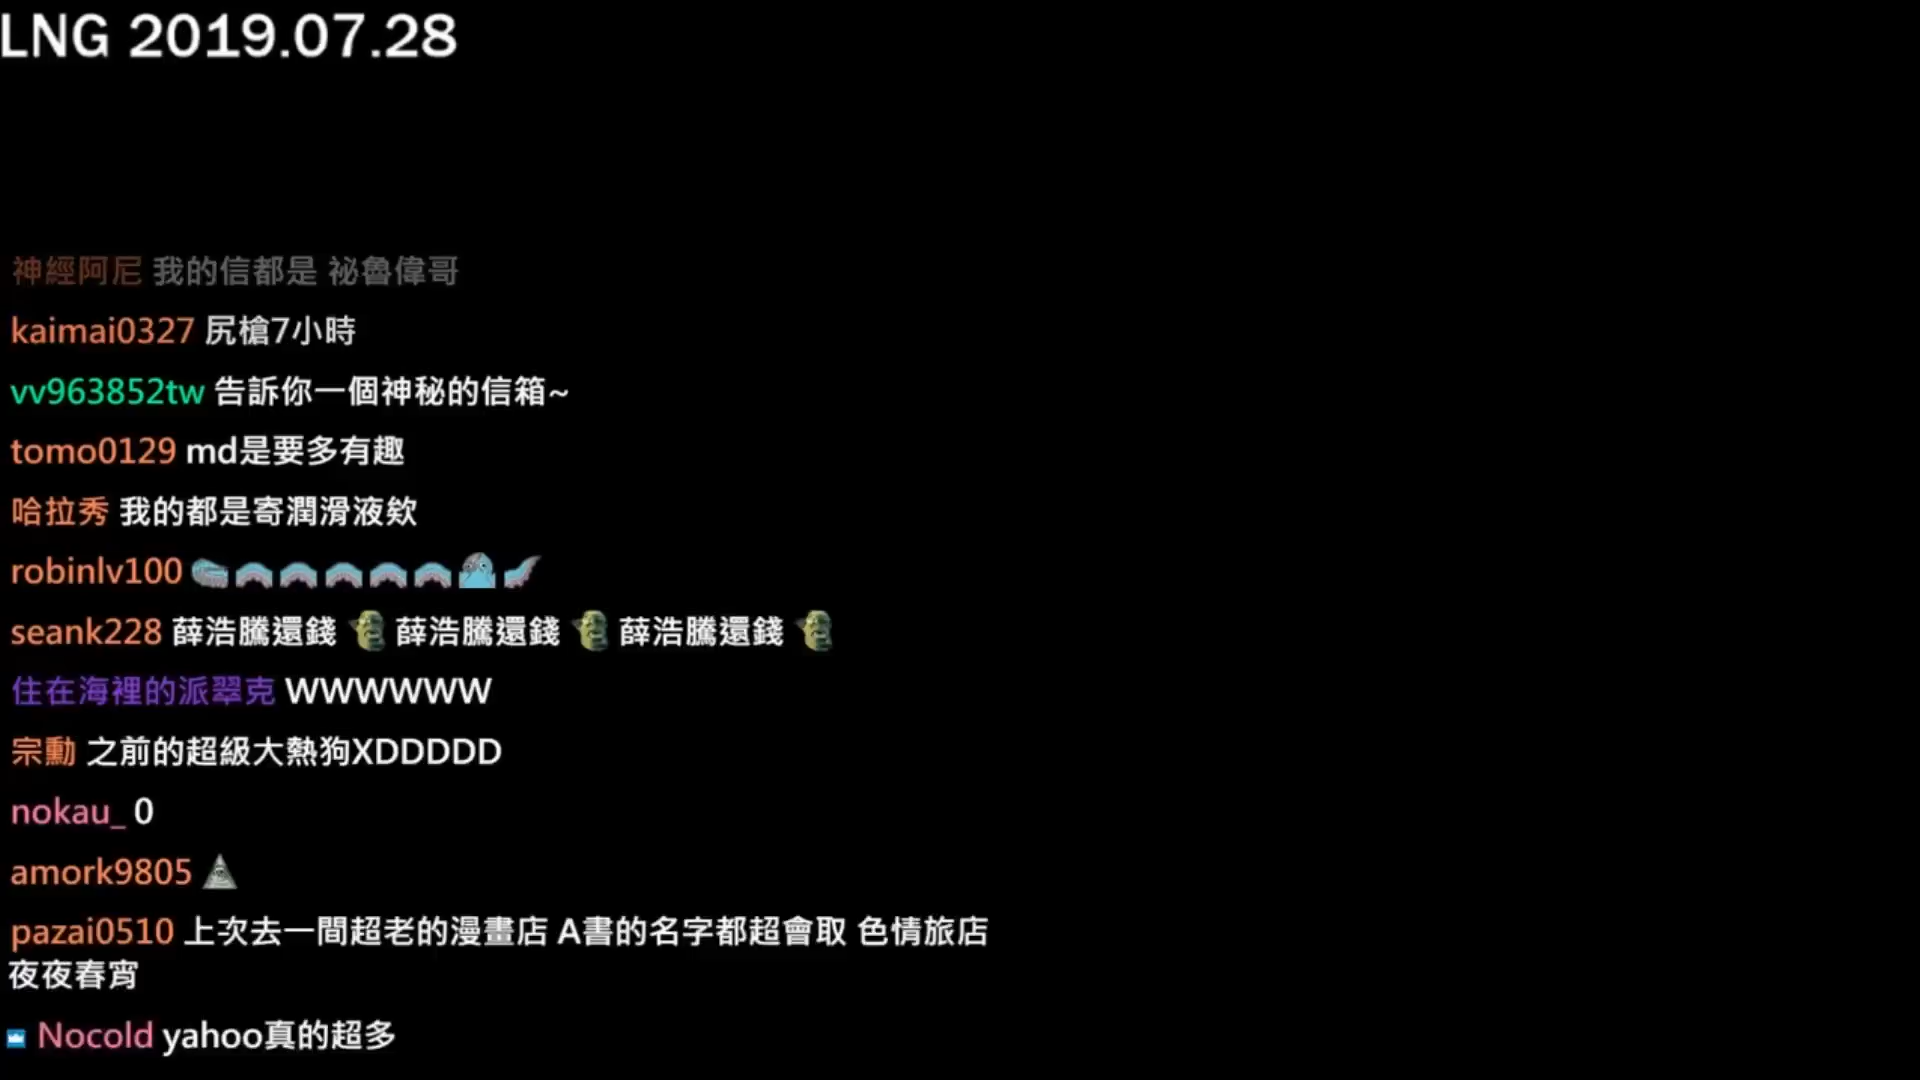 LNG 2019.07.28
神經阿尼 我的信都是 祕魯偉哥
kaimai0327 尻槍7小時
vv963852tw 告訴你一個神秘的信箱~
tomo0129 md是要多有趣
哈拉秀 我的都是寄潤滑液欸
robinlv100
seank228 薛浩騰還錢 薛浩騰還錢 薛浩騰還錢
住在海裡的派翠克 WWWWWW
宗勳 之前的超級大熱狗XDDDDD
nokau_ 0
amork9805
pazai0510 上次去一間超老的漫畫店 A書的名字都超會取 色情旅店
夜夜春宵
Nocold yahoo真的超多